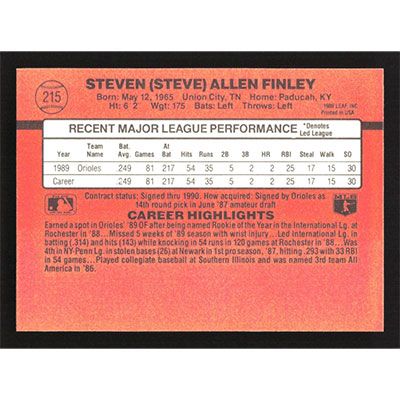 215
STEVEN (STEVE) ALLEN FINLEY
Born: May 12, 1965 Union City, TN Home: Paducah, KY
Ht: 6' 2" Wgt: 175 Bats: Left Throws: Left
1989 LEAF, INC.
Printed in U.S.A.
RECENT MAJOR LEAGUE PERFORMANCE *Denotes Led League
Year Team Name Bat. Avg. Games At Bat Hits Runs 2B 3B HR RBI Steal Walk SO
1989 Orioles .249 81 217 54 35 5 2 2 25 17 15 30
Career .249 81 217 54 35 5 2 2 25 17 15 30
Contract status: Signed thru 1990. How acquired: Signed by Orioles as
14th round pick in June '87 amateur draft
MLB
CAREER HIGHLIGHTS
Earned a spot in Orioles' '89 OF after being named Rookie of the Year in the International Lg. at
Rochester in '88...Missed 5 weeks of '89 season with wrist injury...Led International Lg. in
batting (.314) and hits (143) while knocking in 54 runs in 120 games at Rochester in '88...Was
4th in NY-Penn Lg. in stolen bases (26) at Newark in 1st pro season, '87, hitting .293 with 33 RBI
in 54 games...Played collegiate baseball at Southern Illinois and was named 3rd team All
America in '86.